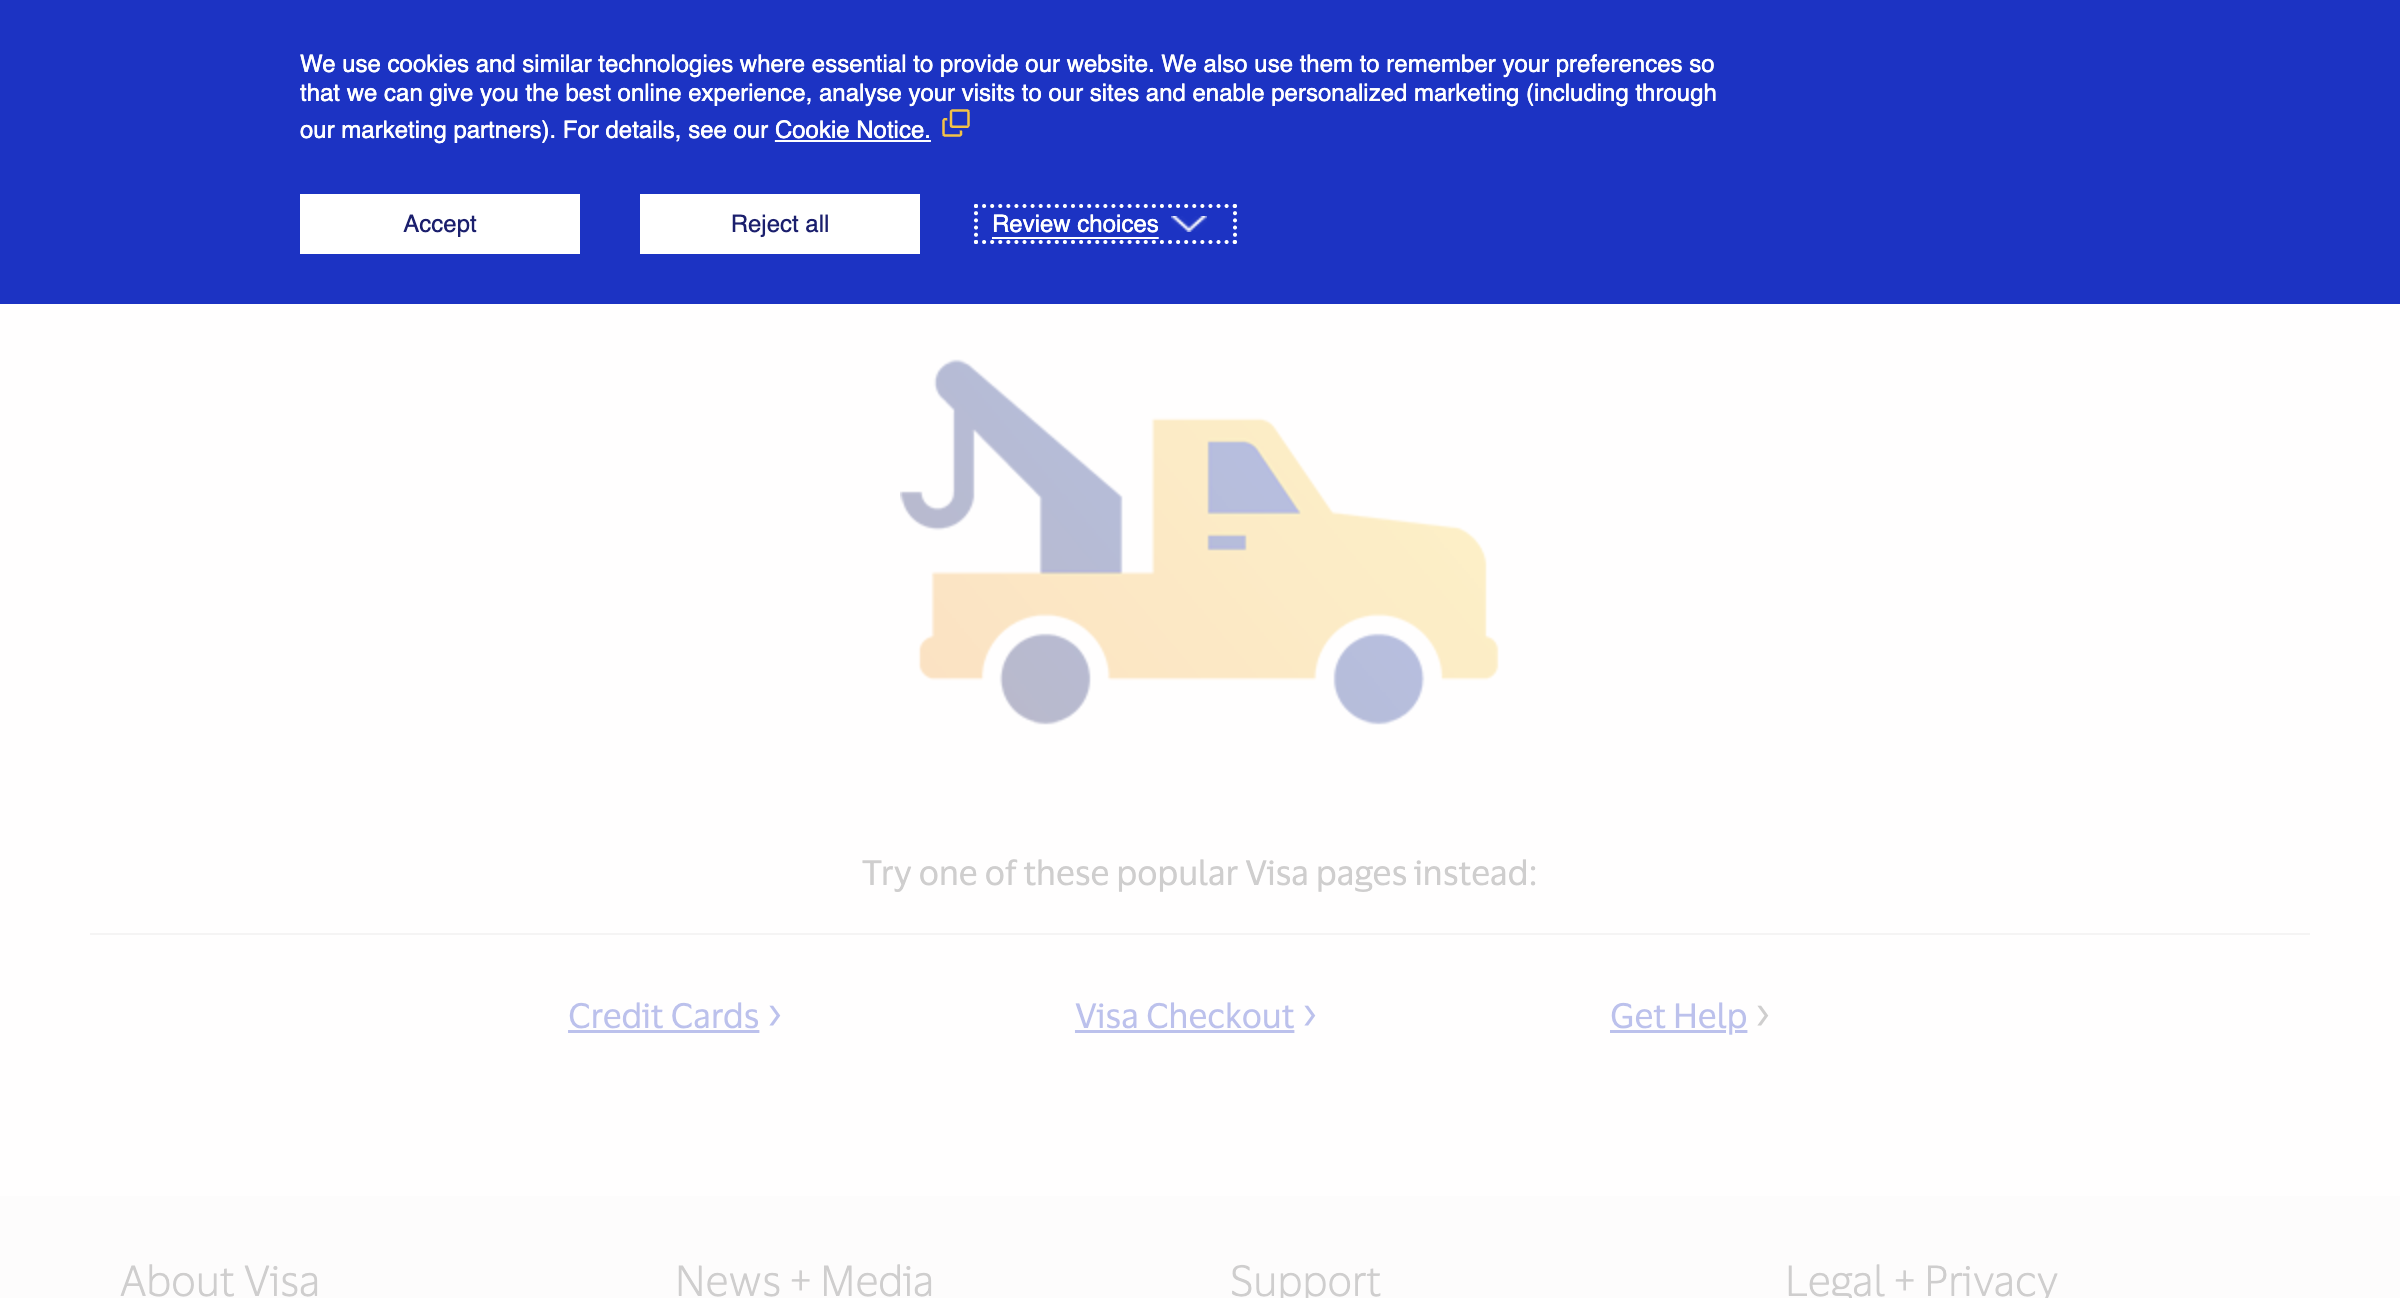 We use cookies and similar technologies where essential to provide our website. We also use them to remember your preferences so
that we can give you the best online experience, analyse your visits to our sites and enable personalized marketing (including through
our marketing partners). For details, see our Cookie Notice.
Accept
Reject all
Review choices
Try one of these popular Visa pages instead:
Credit Cards ›
Visa Checkout ›
Get Help ›
About Visa
News + Media
Support
Legal + Privacy